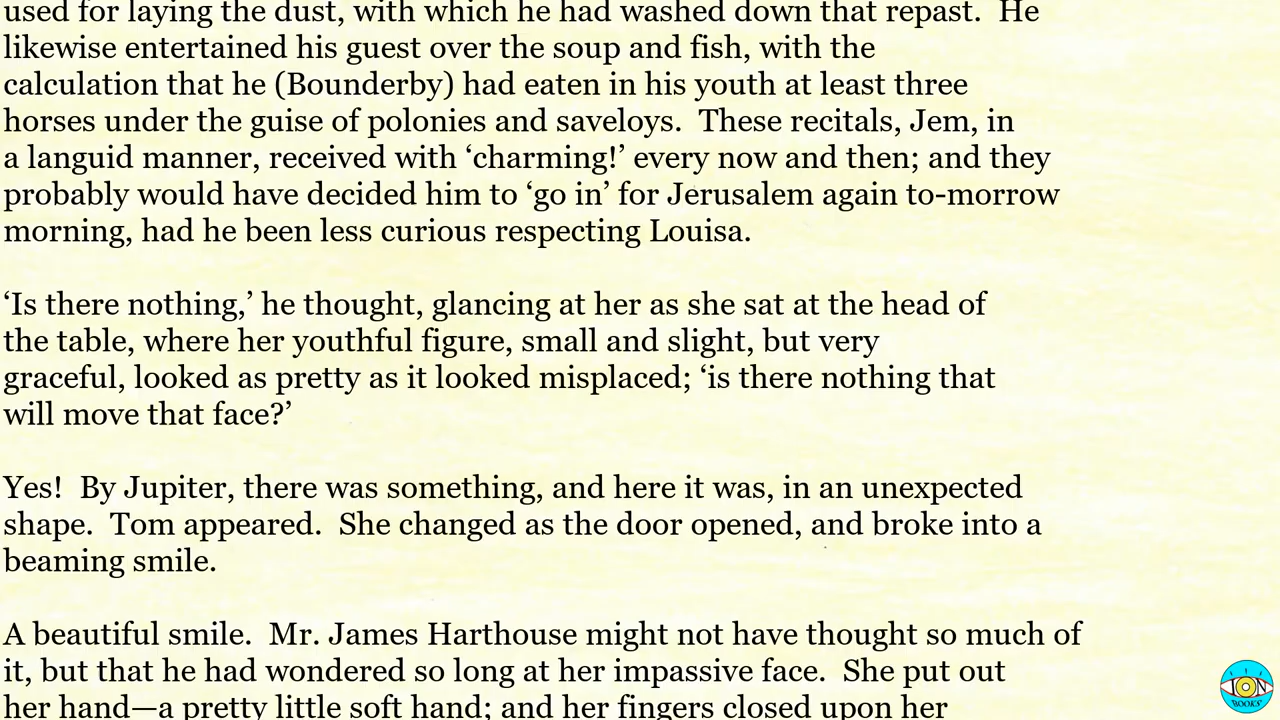 used for laying the dust, with which he had washed down that repast.  He
likewise entertained his guest over the soup and fish, with the
calculation that he (Bounderby) had eaten in his youth at least three
horses under the guise of polonies and saveloys.  These recitals, Jem, in
a languid manner, received with ‘charming!’ every now and then; and they
probably would have decided him to ‘go in’ for Jerusalem again to-morrow
morning, had he been less curious respecting Louisa.

‘Is there nothing,’ he thought, glancing at her as she sat at the head of
the table, where her youthful figure, small and slight, but very
graceful, looked as pretty as it looked misplaced; ‘is there nothing that
will move that face?’

Yes!  By Jupiter, there was something, and here it was, in an unexpected
shape.  Tom appeared.  She changed as the door opened, and broke into a
beaming smile.

A beautiful smile.  Mr. James Harthouse might not have thought so much of
it, but that he had wondered so long at her impassive face.  She put out
her hand—a pretty little soft hand; and her fingers closed upon her
ION
BOOKS